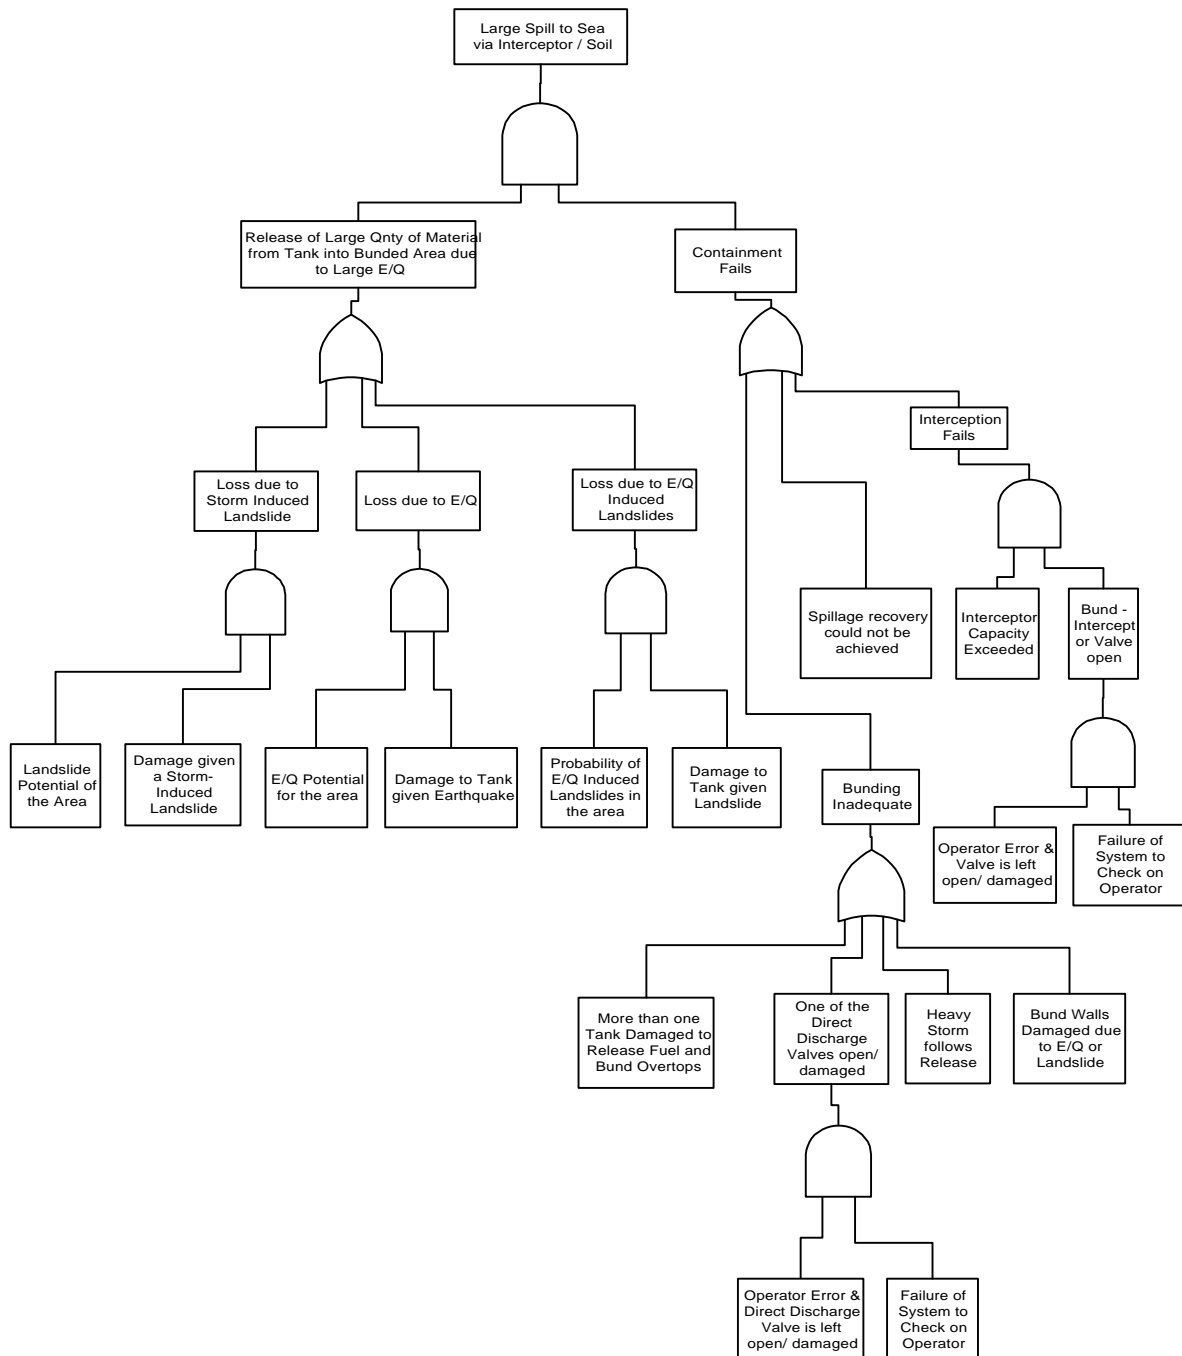 Large Spill to Sea
via Interceptor / Soil
Release of Large Qnty of Material
from Tank into Bunded Area due
to Large E/Q
Containment
Fails
Interception
Fails
Loss due to
Storm Induced
Landslide
Loss due to E/Q
Loss due to E/Q
Induced
Landslides
Spillage recovery
could not be
achieved
Interceptor
Capacity
Exceeded
Bund -
Intercept
or Valve
open
Landslide
Potential of
the Area
Damage given
a Storm-
Induced
Landslide
E/Q Potential
for the area
Damage to Tank
given Earthquake
Probability of
E/Q Induced
Landslides in
the area
Damage to
Tank given
Landslide
Bunding
Inadequate
Operator Error &
Valve is left
open/ damaged
Failure of
System to
Check on
Operator
More than one
Tank Damaged to
Release Fuel and
Bund Overtops
One of the
Direct
Discharge
Valves open/
damaged
Heavy
Storm
follows
Release
Bund Walls
Damaged due
to E/Q or
Landslide
Operator Error &
Direct Discharge
Valve is left
open/ damaged
Failure of
System to
Check on
Operator